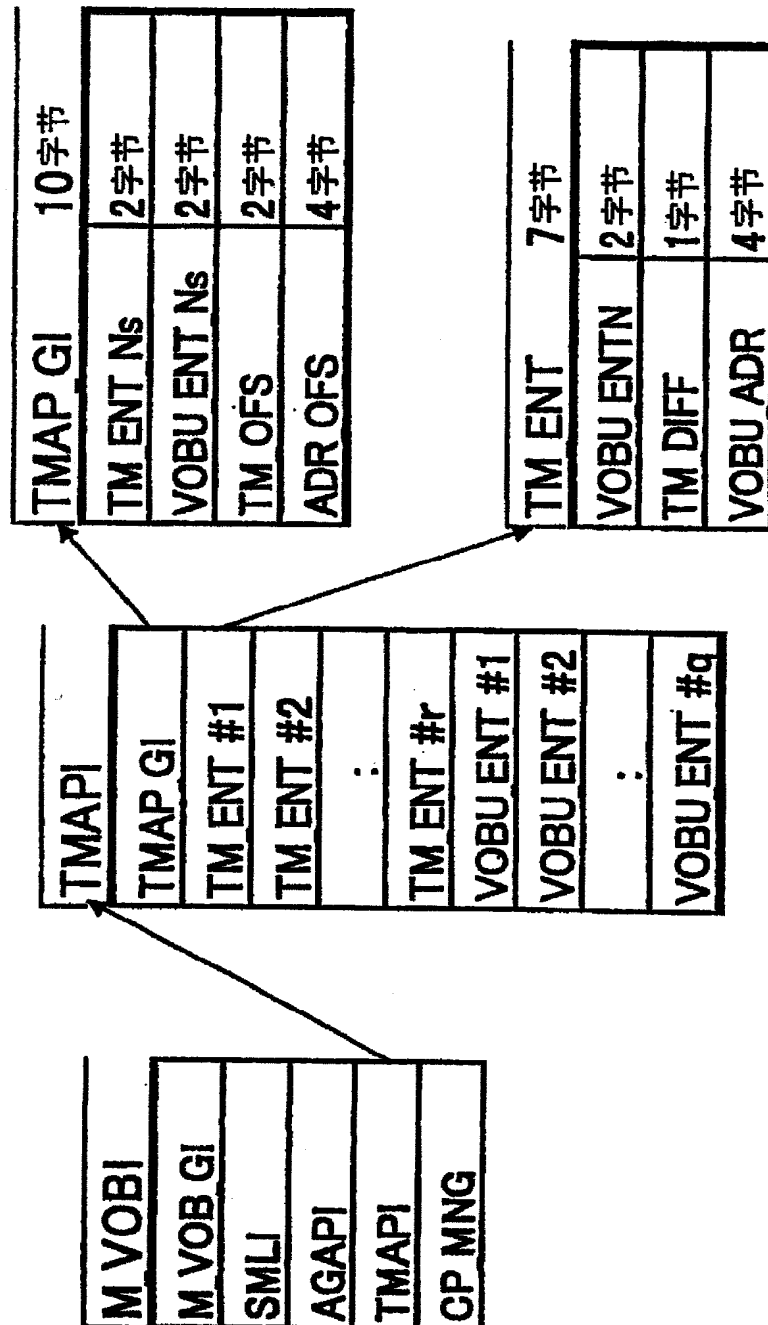 M VOBI
M VOB GI
SMLI
AGAPI
TMAPI
CP MNG
TMAPI
TMAP GI
TM ENT #1
TM ENT #2
:
TM ENT #r
VOBU ENT #1
VOBU ENT #2
:
VOBU ENT #q
TMAP GI 10字节
TM ENT Ns 2字节
VOBU ENT Ns 2字节
TM OFS 2字节
ADR OFS 4字节
TM ENT 7字节
VOBU ENTN 2字节
TM DIFF 1字节
VOBU ADR 4字节